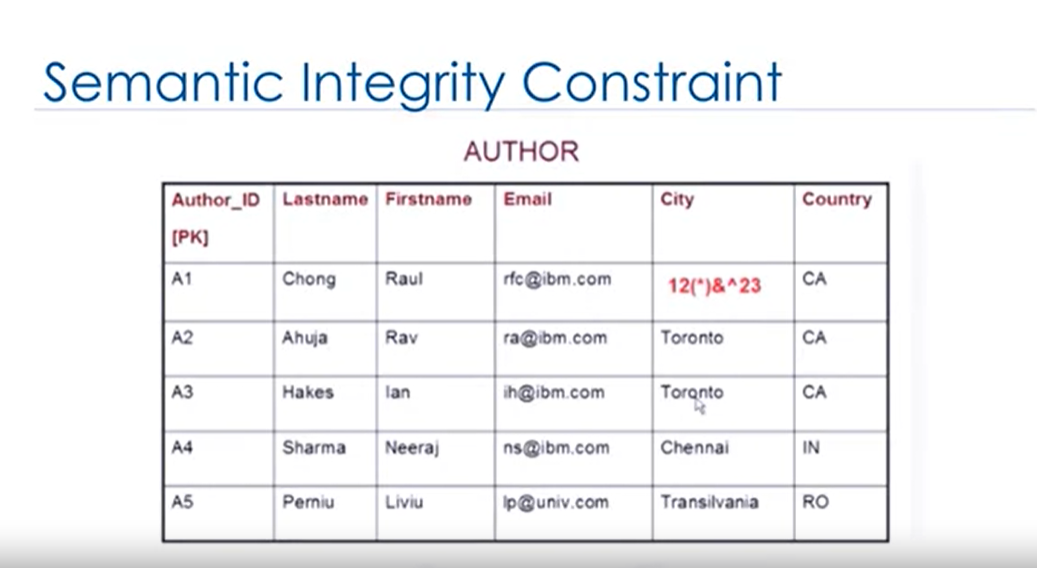 Semantic Integrity Constraint
AUTHOR
Author_ID [PK] Lastname Firstname Email City Country
A1 Chong Raul rfc@ibm.com 12(*)&^23 CA
A2 Ahuja Rav ra@ibm.com Toronto CA
A3 Hakes Ian ih@ibm.com Toronto CA
A4 Sharma Neeraj ns@ibm.com Chennai IN
A5 Perniu Liviu lp@univ.com Transilvania RO